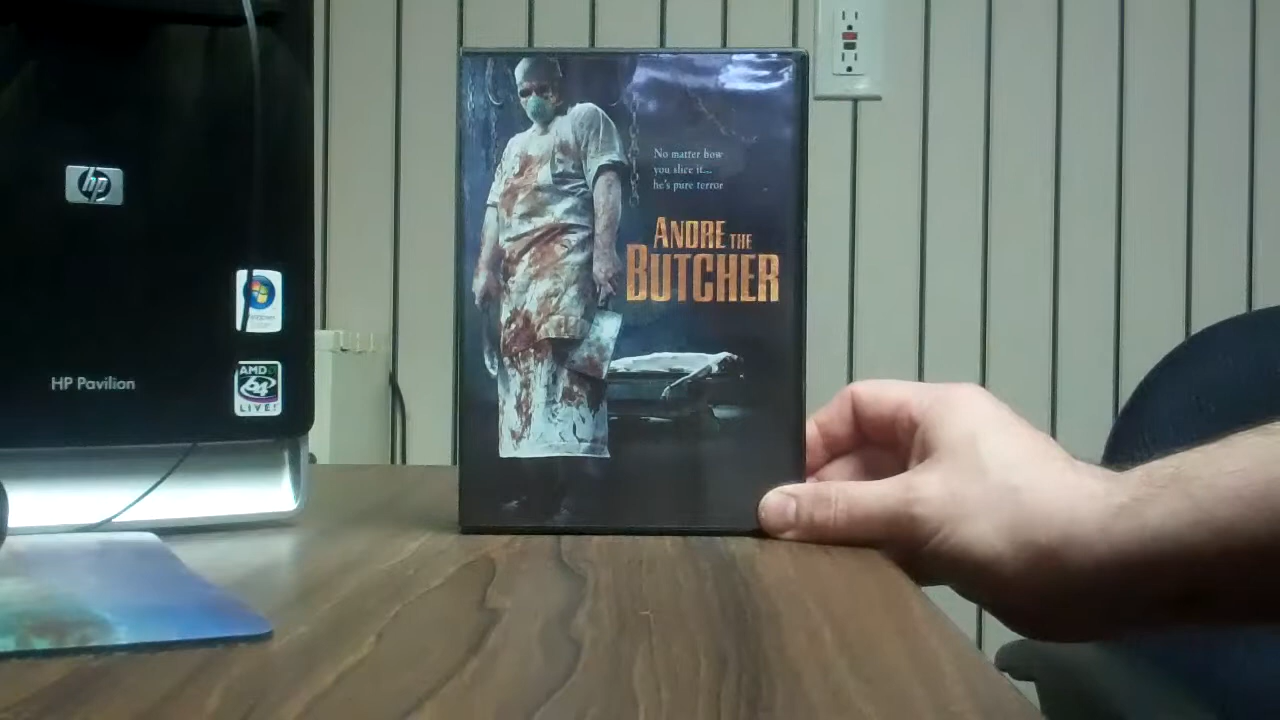 hp
HP Pavilion
AMD
64
LIVE!
No matter how
you slice it...
he's pure terror
ANDRE THE
BUTCHER